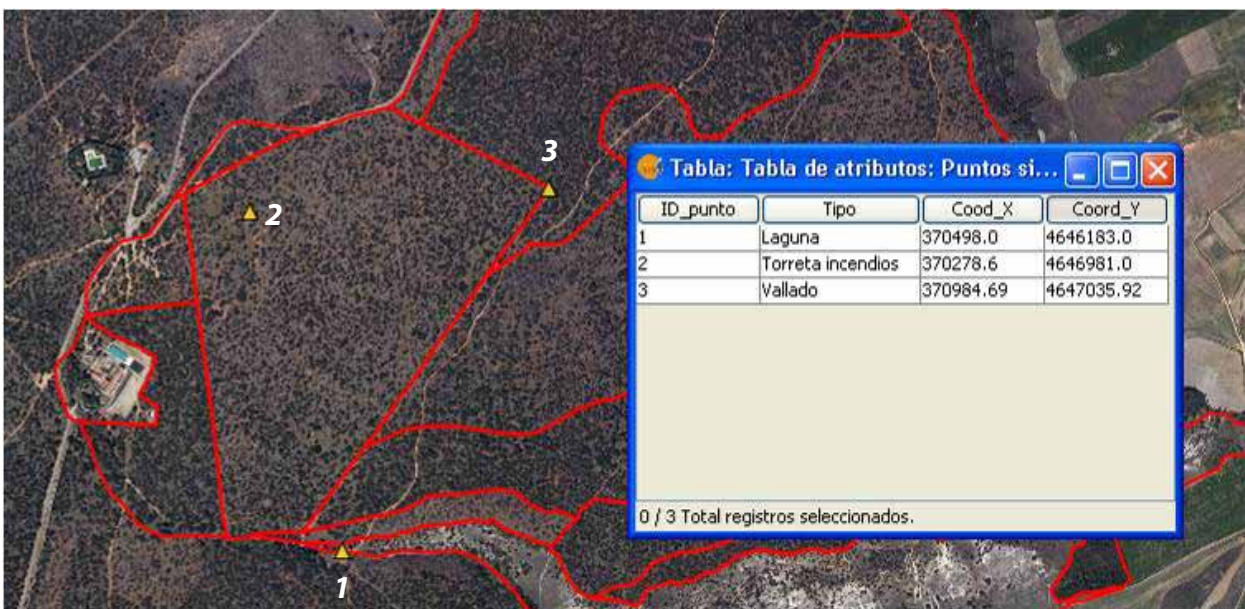 3
2
1
Tabla: Tabla de atributos: Puntos si...
ID_punto Tipo Cood_X Coord_Y
1 Laguna 370498.0 4646183.0
2 Torreta incendios 370278.6 4646981.0
3 Vallado 370984.69 4647035.92
0 / 3 Total registros seleccionados.